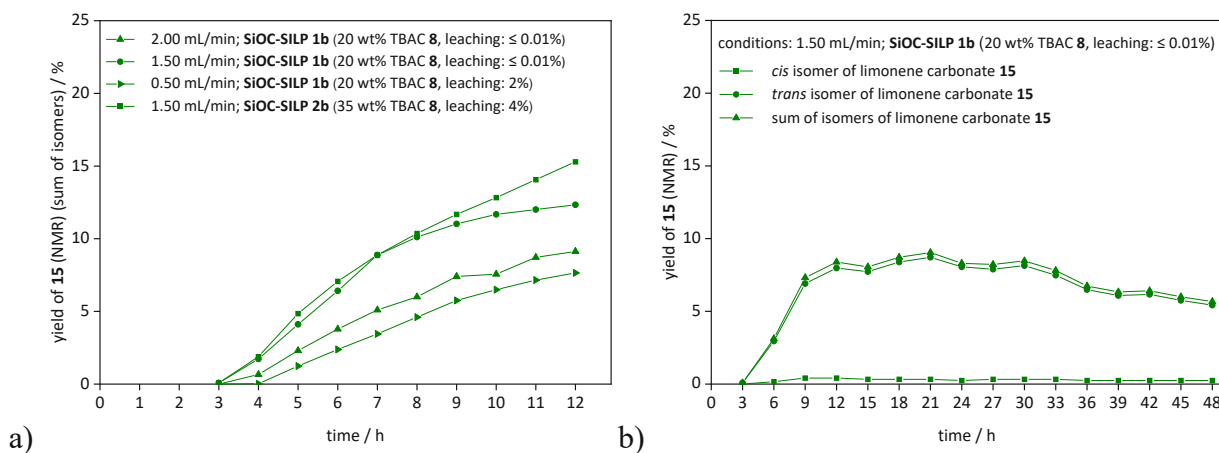 25
20
15
10
5
0
yield of 15 (NMR) (sum of isomers) / %
2.00 mL/min; SiOC-SILP 1b (20 wt% TBAC 8, leaching: ≤ 0.01%)
1.50 mL/min; SiOC-SILP 1b (20 wt% TBAC 8, leaching: ≤ 0.01%)
0.50 mL/min; SiOC-SILP 1b (20 wt% TBAC 8, leaching: 2%)
1.50 mL/min; SiOC-SILP 2b (35 wt% TBAC 8, leaching: 4%)
0 1 2 3 4 5 6 7 8 9 10 11 12
time / h
a)
25
20
15
10
5
0
yield of 15 (NMR) / %
conditions: 1.50 mL/min; SiOC-SILP 1b (20 wt% TBAC 8, leaching: ≤ 0.01%)
cis isomer of limonene carbonate 15
trans isomer of limonene carbonate 15
sum of isomers of limonene carbonate 15
0 3 6 9 12 15 18 21 24 27 30 33 36 39 42 45 48
time / h
b)